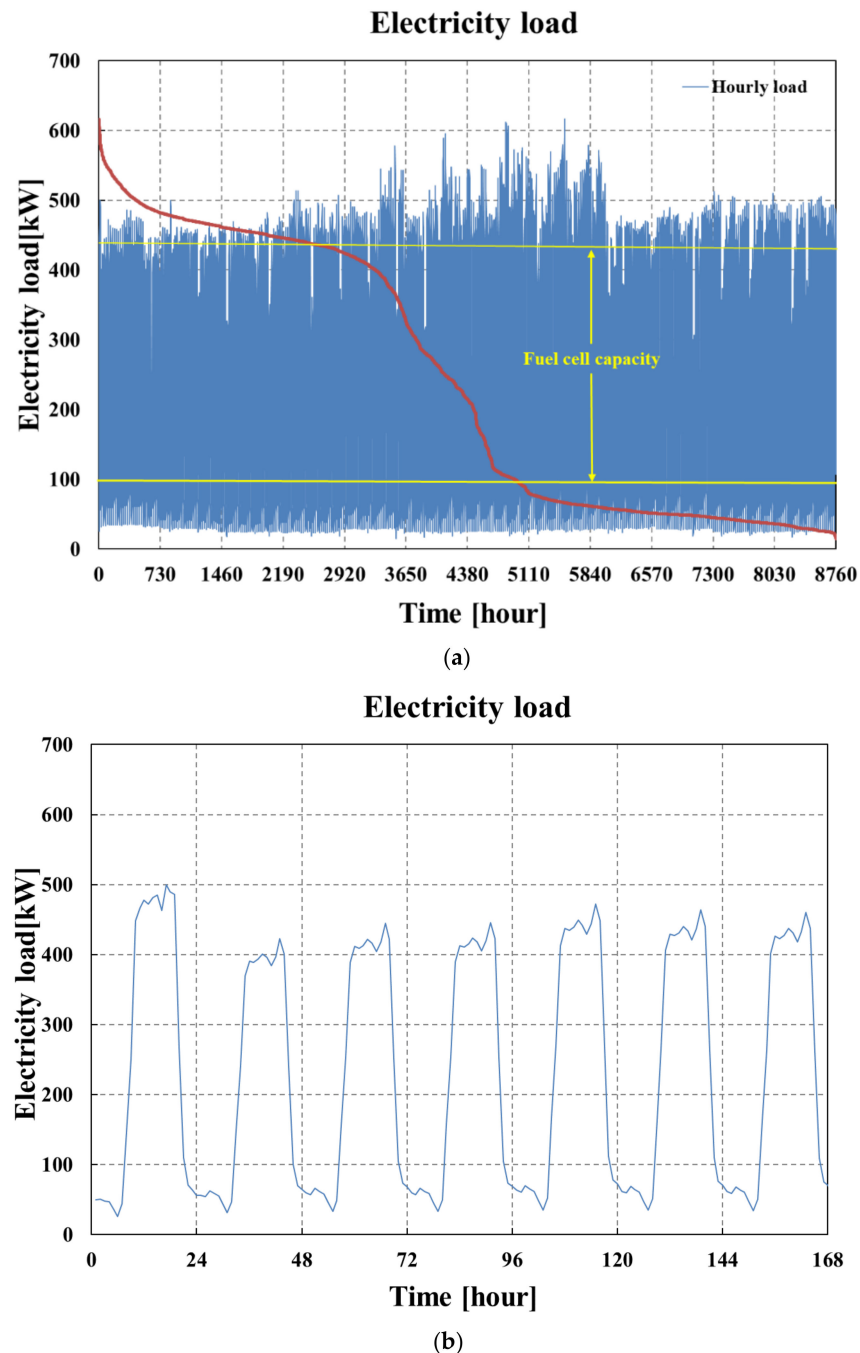 Electricity load
700
600
500
400
300
200
100
0
Electricity load[kW]
Hourly load
Fuel cell capacity
0 730 1460 2190 2920 3650 4380 5110 5840 6570 7300 8030 8760
Time [hour]
(a)
Electricity load
700
600
500
400
300
200
100
0
Electricity load[kW]
0 24 48 72 96 120 144 168
Time [hour]
(b)